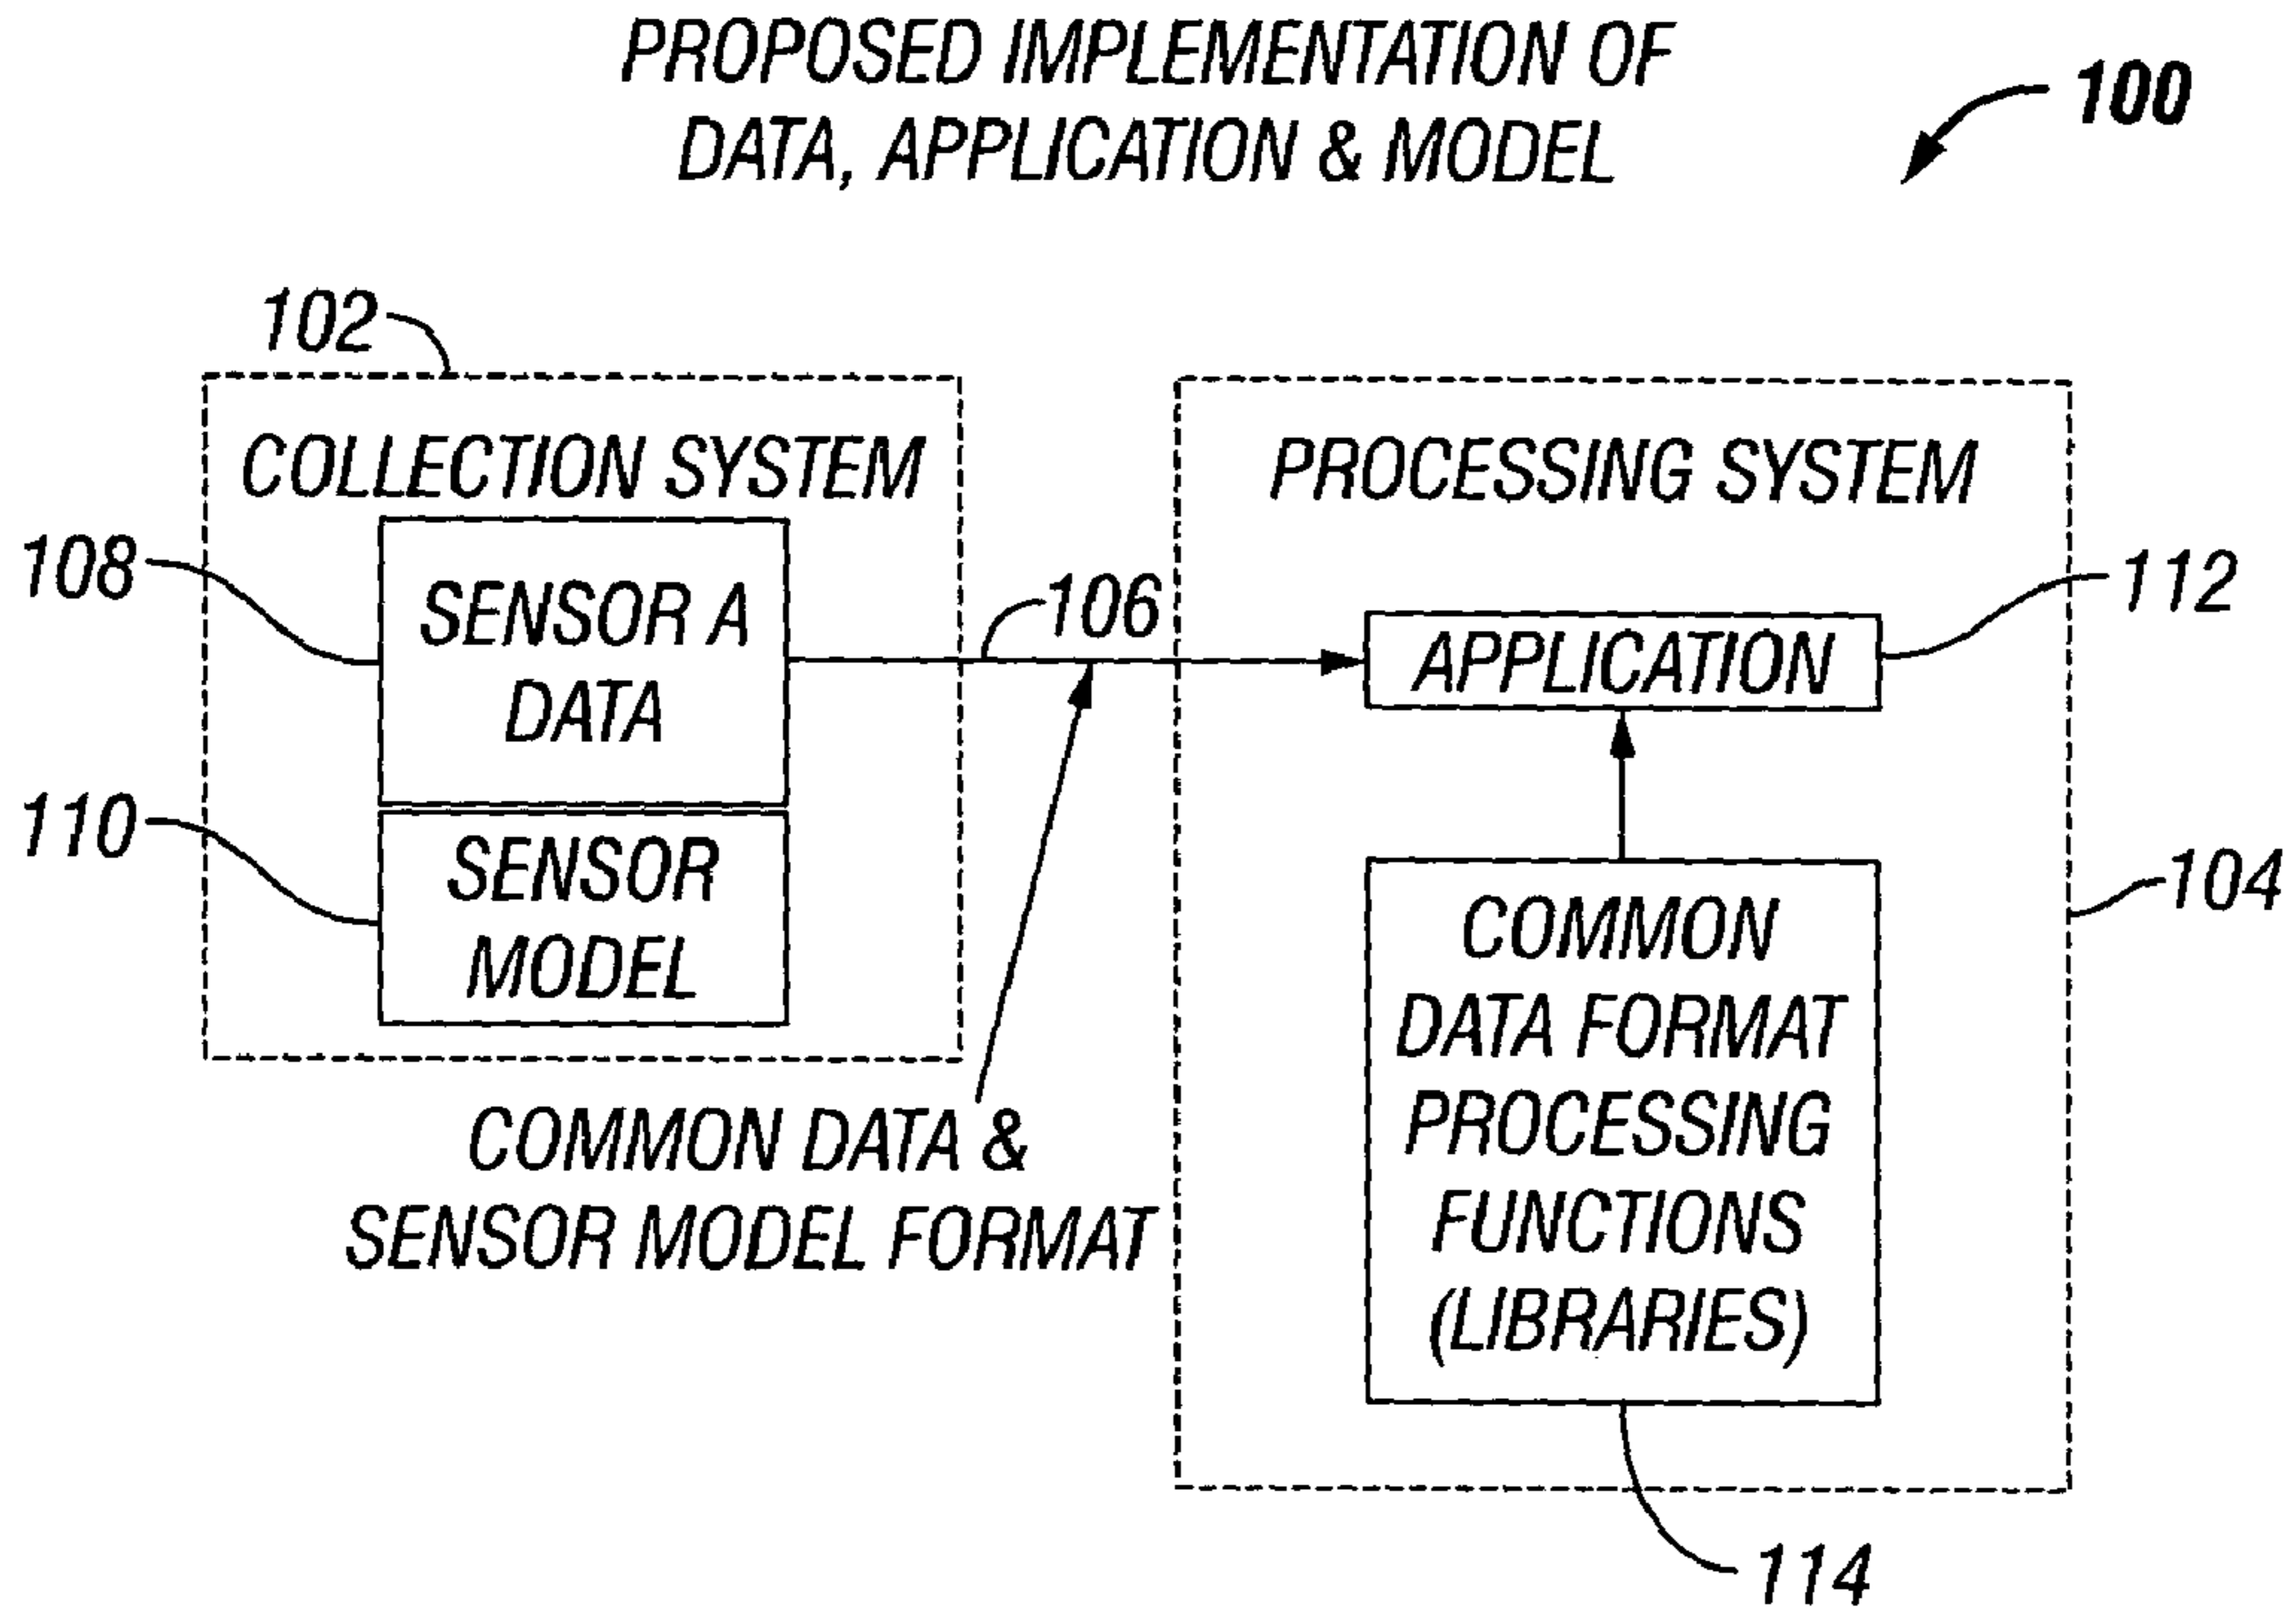 PROPOSED IMPLEMENTATION OF
DATA, APPLICATION & MODEL
100
102
COLLECTION SYSTEM
108
SENSOR A
DATA
110
SENSOR
MODEL
106
COMMON DATA &
SENSOR MODEL FORMAT
PROCESSING SYSTEM
112
APPLICATION
104
COMMON
DATA FORMAT
PROCESSING
FUNCTIONS
(LIBRARIES)
114